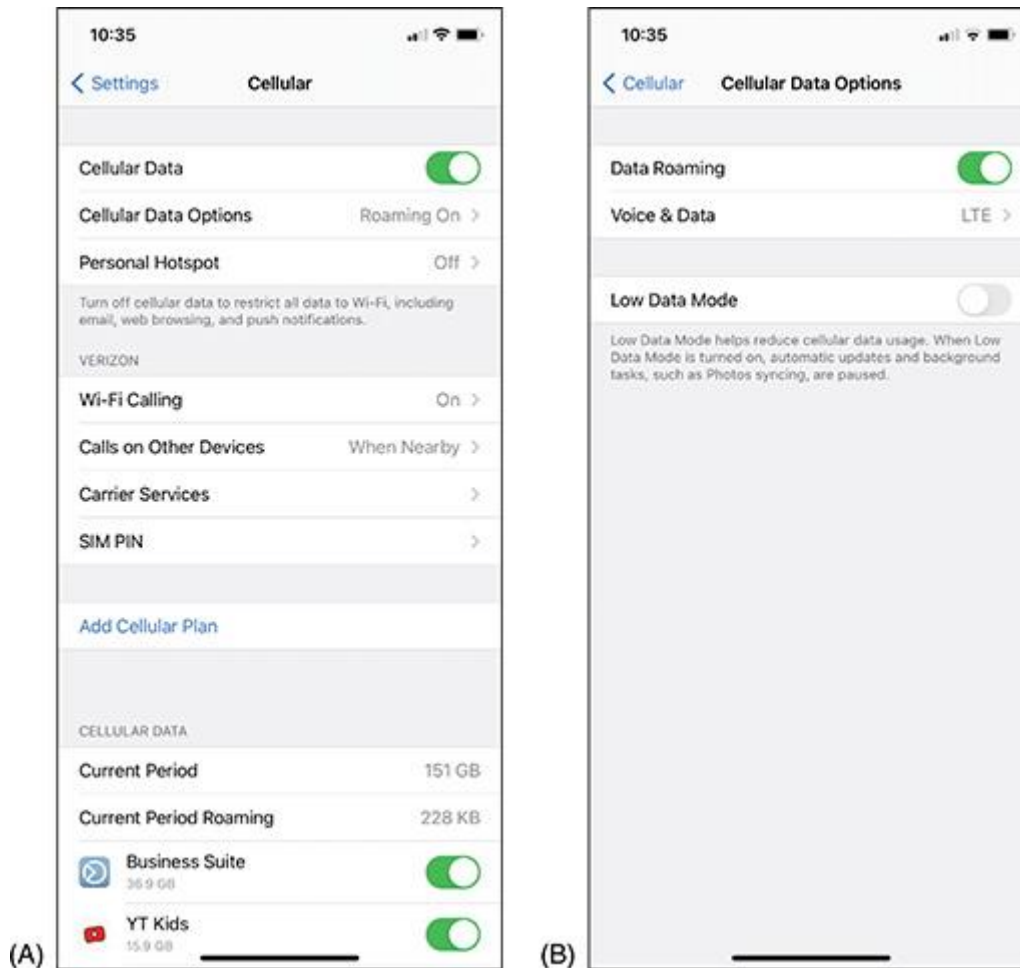 10:35
Settings
Cellular
Cellular Data
Cellular Data Options Roaming On
Personal Hotspot Off
Turn off cellular data to restrict all data to Wi-Fi, including
email, web browsing, and push notifications.
VERIZON
Wi-Fi Calling On
Calls on Other Devices When Nearby
Carrier Services
SIM PIN
Add Cellular Plan
CELLULAR DATA
Current Period 151 GB
Current Period Roaming 228 KB
Business Suite
36.9 GB
YT Kids
15.9 GB
(A)
10:35
Cellular
Cellular Data Options
Data Roaming
Voice & Data LTE
Low Data Mode
Low Data Mode helps reduce cellular data usage. When Low
Data Mode is turned on, automatic updates and background
tasks, such as Photos syncing, are paused.
(B)